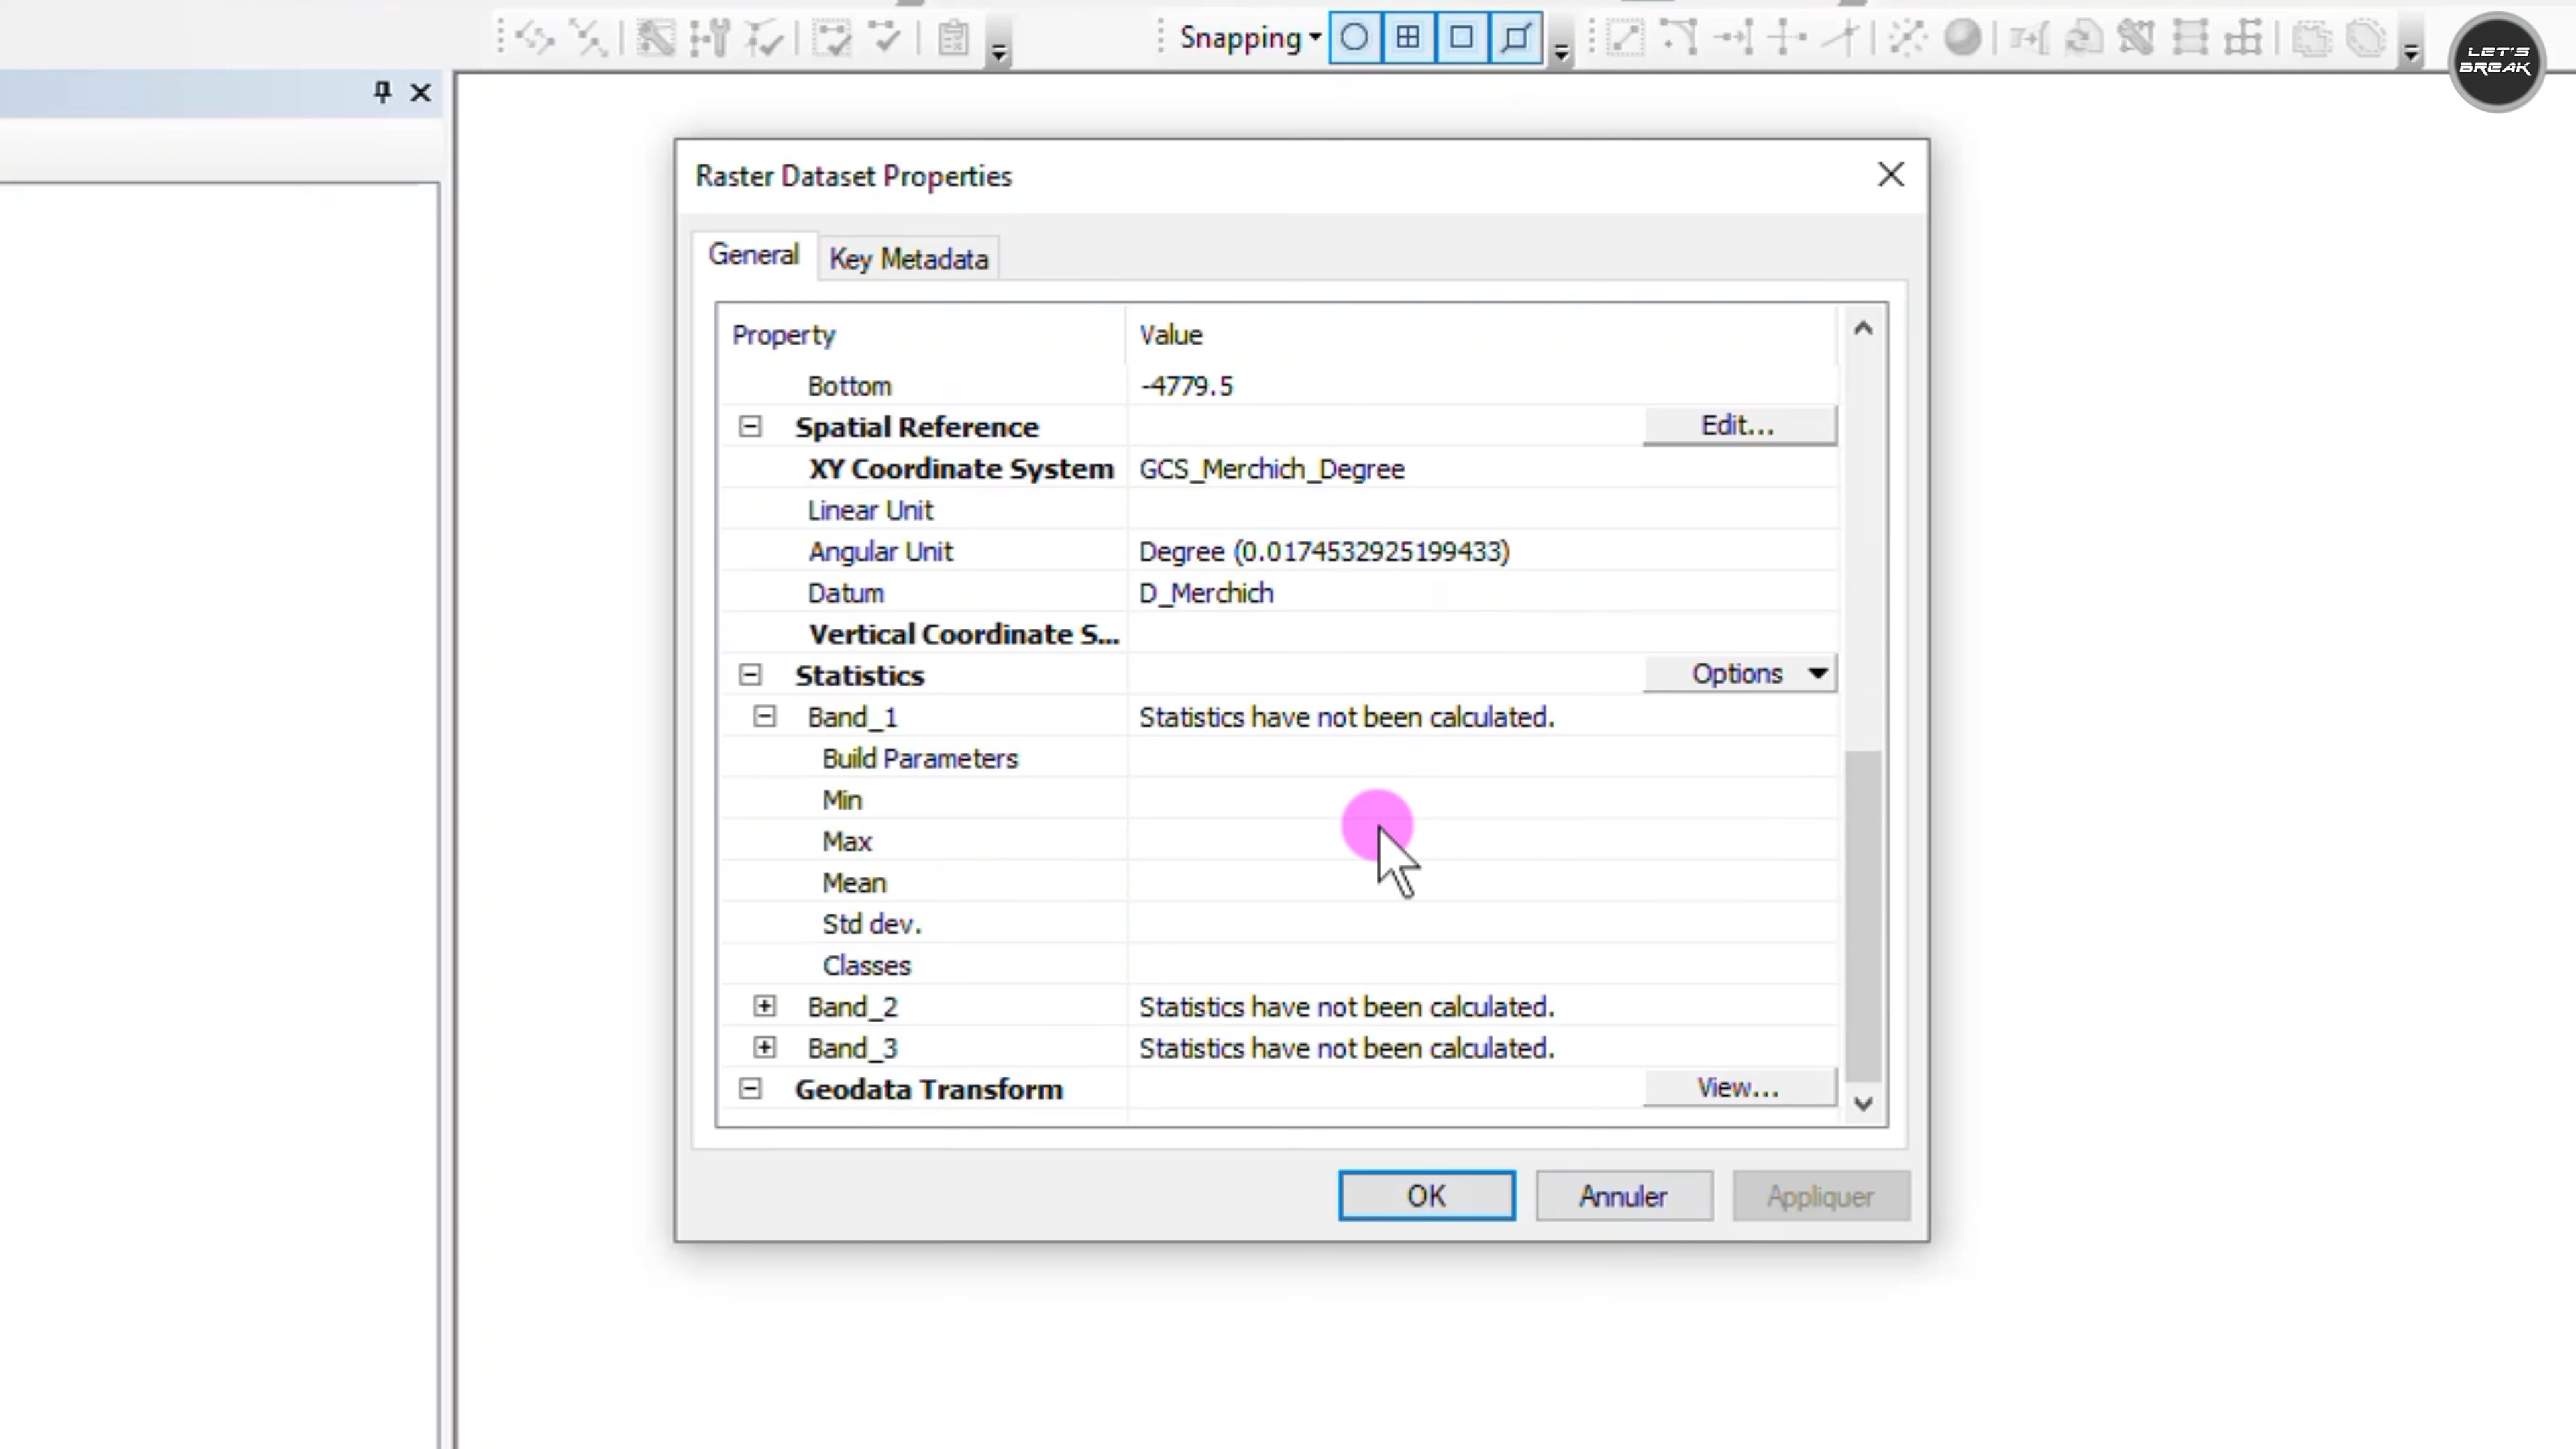 Snapping
LET'S
BREAK
Raster Dataset Properties
General Key Metadata
Property Value
Bottom -4779.5
Spatial Reference Edit...
XY Coordinate System GCS_Merchich_Degree
Linear Unit
Angular Unit Degree (0.0174532925199433)
Datum D_Merchich
Vertical Coordinate S...
Statistics Options
Band_1 Statistics have not been calculated.
Build Parameters
Min
Max
Mean
Std dev.
Classes
Band_2 Statistics have not been calculated.
Band_3 Statistics have not been calculated.
Geodata Transform View...
OK Annuler Appliquer